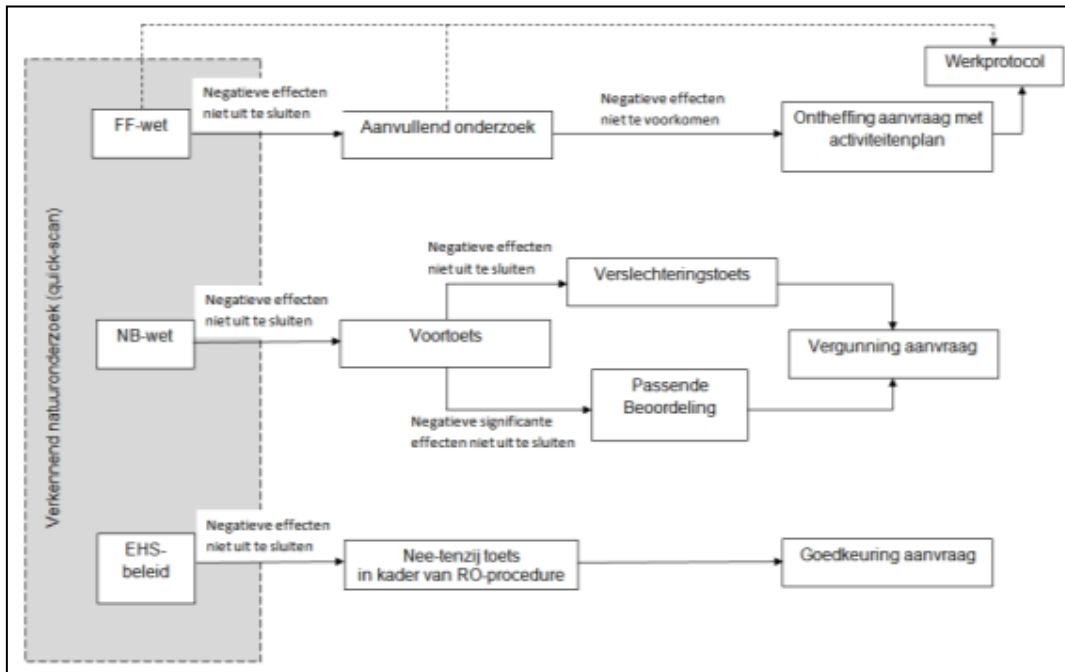 Verkennend natuuronderzoek (quick-scan)
FF-wet
Negatieve effecten
niet uit te sluiten
Aanvullend onderzoek
Negatieve effecten
niet te voorkomen
Ontheffing aanvraag met
activiteitenplan
Werkprotocol
NB-wet
Negatieve effecten
niet uit te sluiten
Voortoets
Negatieve effecten
niet uit te sluiten
Verslechteringstoets
Negatieve significante
effecten niet uit te sluiten
Passende
Beoordeling
Vergunning aanvraag
EHS-
beleid
Negatieve effecten
niet uit te sluiten
Nee-tenzij toets
in kader van RO-procedure
Goedkeuring aanvraag